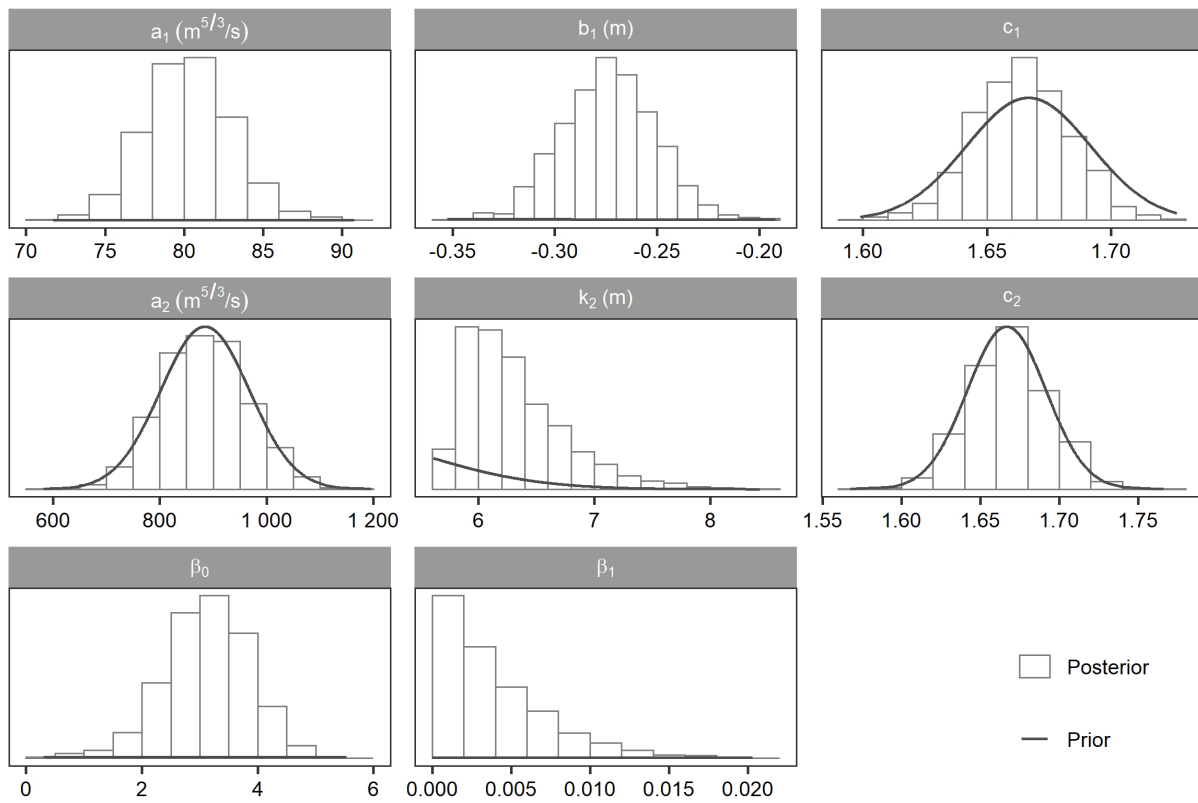 a₁ (m⁵/³/s) b₁ (m) c₁
70 75 80 85 90 -0.35 -0.30 -0.25 -0.20 1.60 1.65 1.70
a₂ (m⁵/³/s) k₂ (m) c₂
600 800 1 000 1 200 6 7 8 1.55 1.60 1.65 1.70 1.75
β₀ β₁
Posterior
Prior
0 2 4 6 0.000 0.005 0.010 0.015 0.020